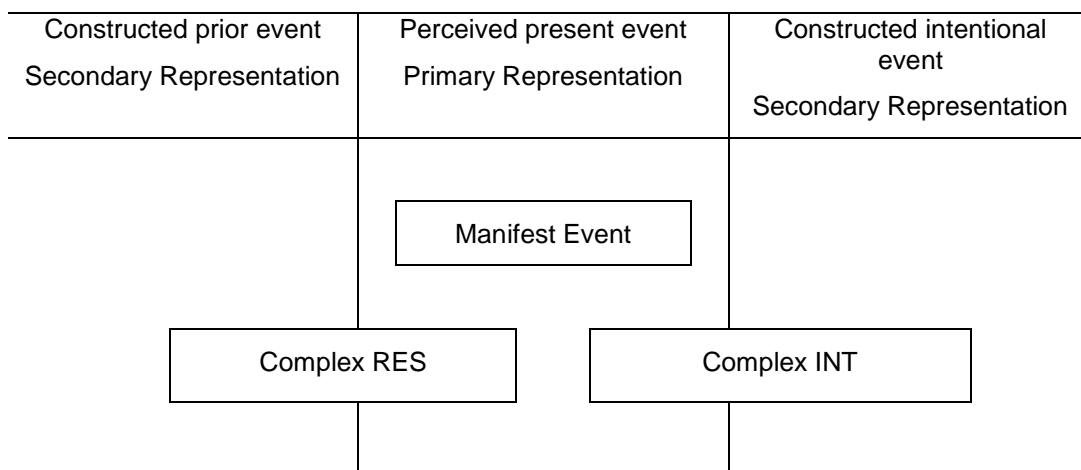 Constructed prior event
Secondary Representation
Perceived present event
Primary Representation
Constructed intentional
event
Secondary Representation
Manifest Event
Complex RES
Complex INT